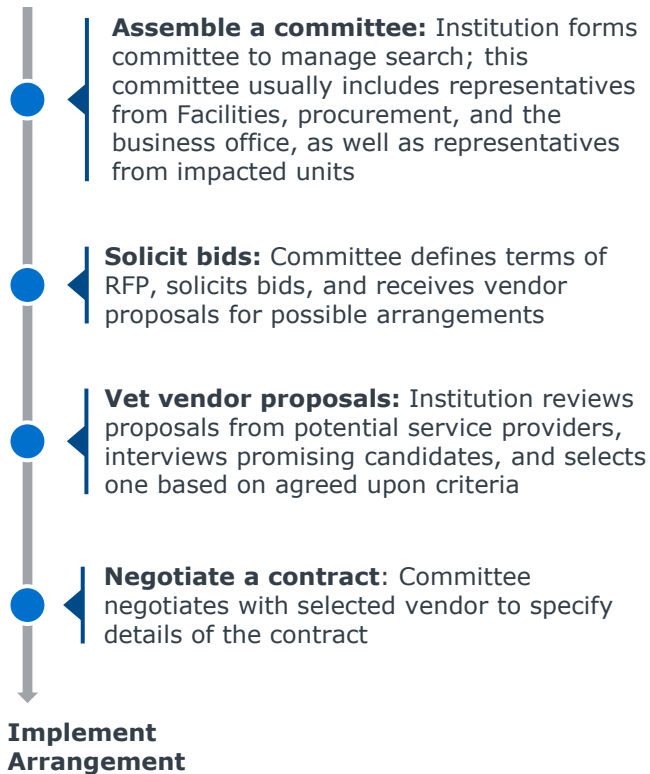 Assemble a committee: Institution forms
committee to manage search; this
committee usually includes representatives
from Facilities, procurement, and the
business office, as well as representatives
from impacted units
Solicit bids: Committee defines terms of
RFP, solicits bids, and receives vendor
proposals for possible arrangements
Vet vendor proposals: Institution reviews
proposals from potential service providers,
interviews promising candidates, and selects
one based on agreed upon criteria
Negotiate a contract: Committee
negotiates with selected vendor to specify
details of the contract
Implement
Arrangement